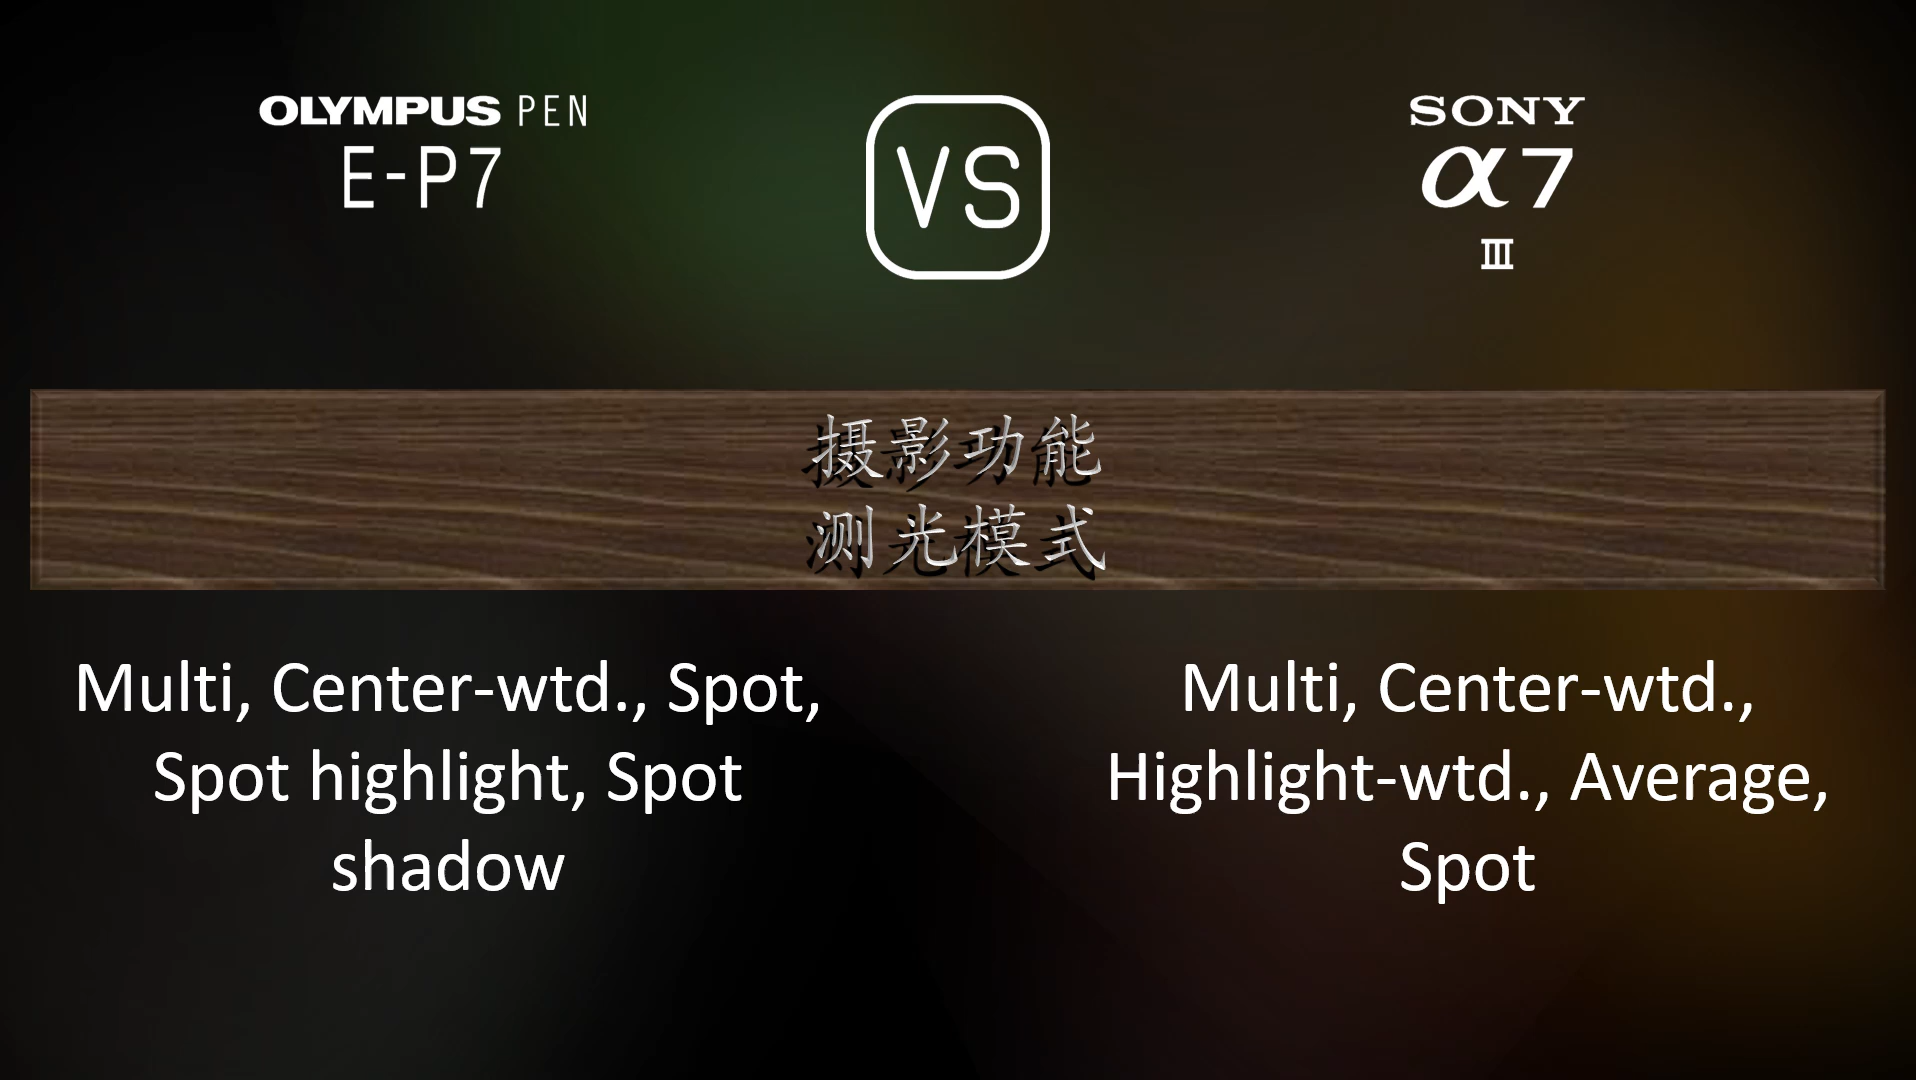 OLYMPUS PEN
E-P7
VS
SONY
α7
III
摄影功能
测光模式
Multi, Center-wtd., Spot,
Spot highlight, Spot
shadow
Multi, Center-wtd.,
Highlight-wtd., Average,
Spot